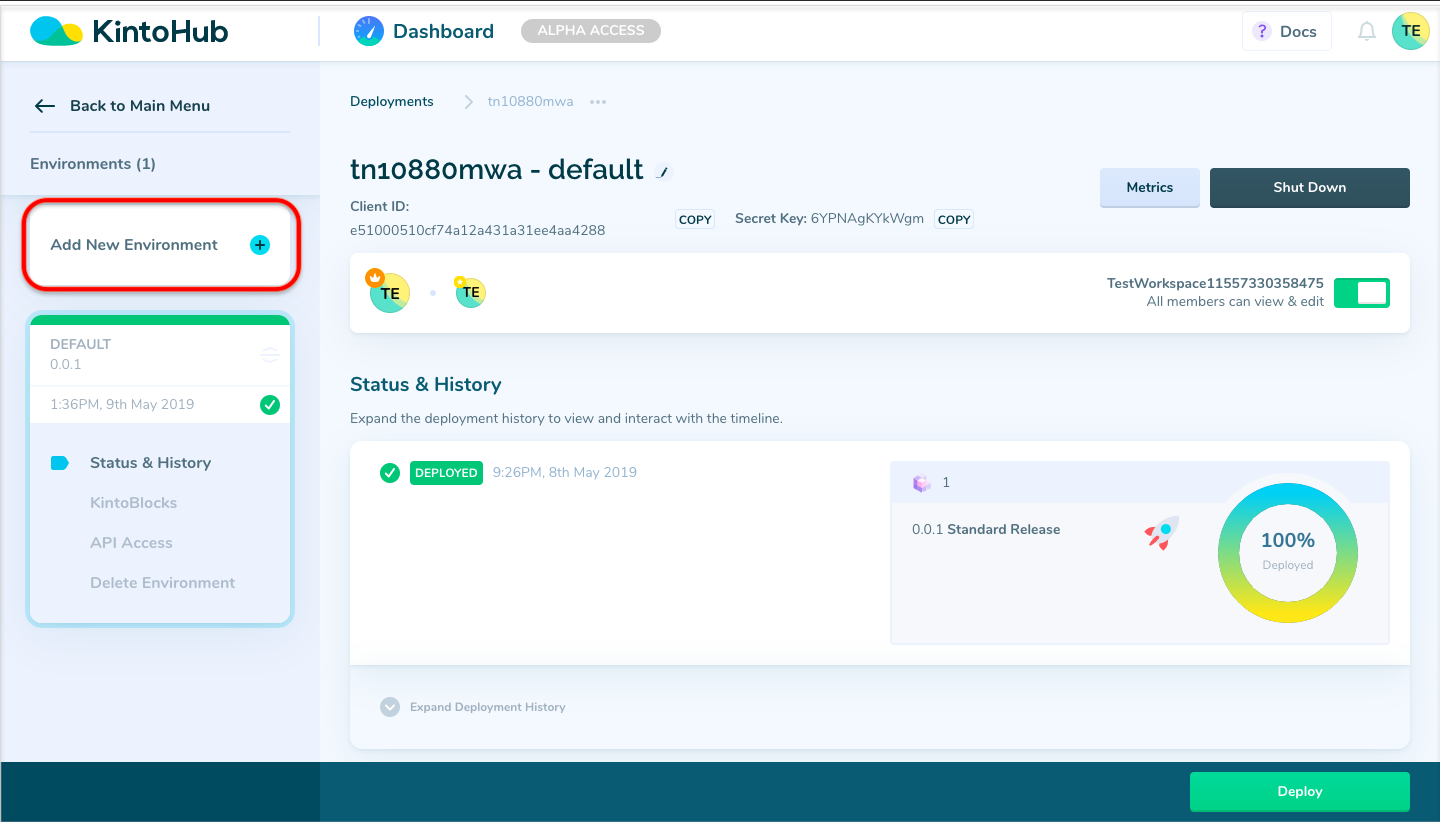 KintoHub
Dashboard
ALPHA ACCESS
? Docs
TE
Back to Main Menu
Environments (1)
Add New Environment
DEFAULT
0.0.1
1:36PM, 9th May 2019
Status & History
KintoBlocks
API Access
Delete Environment
Deployments
tn10880mwa
tn10880mwa - default
Metrics
Shut Down
Client ID:
e51000510cf74a12a431a31ee4aa4288
COPY
Secret Key: 6YPNAgKYkWgm
COPY
TE
TE
TestWorkspace11557330358475
All members can view & edit
Status & History
Expand the deployment history to view and interact with the timeline.
DEPLOYED
9:26PM, 8th May 2019
1
0.0.1 Standard Release
100%
Deployed
Expand Deployment History
Deploy